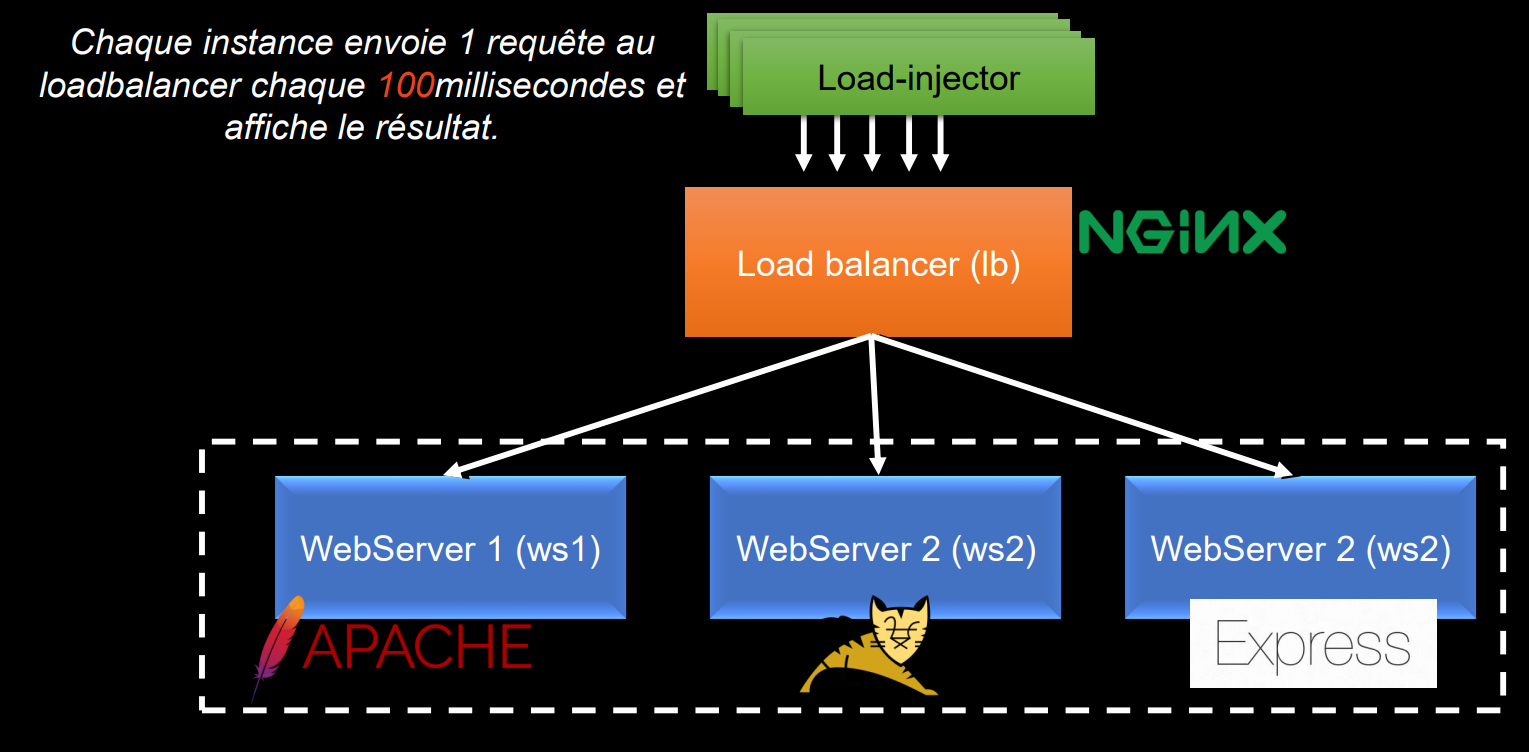 Chaque instance envoie 1 requête au
loadbalancer chaque 100millisecondes et
affiche le résultat.
Load-injector
Load balancer (lb)
NGINX
WebServer 1 (ws1)
WebServer 2 (ws2)
WebServer 2 (ws2)
APACHE
Express